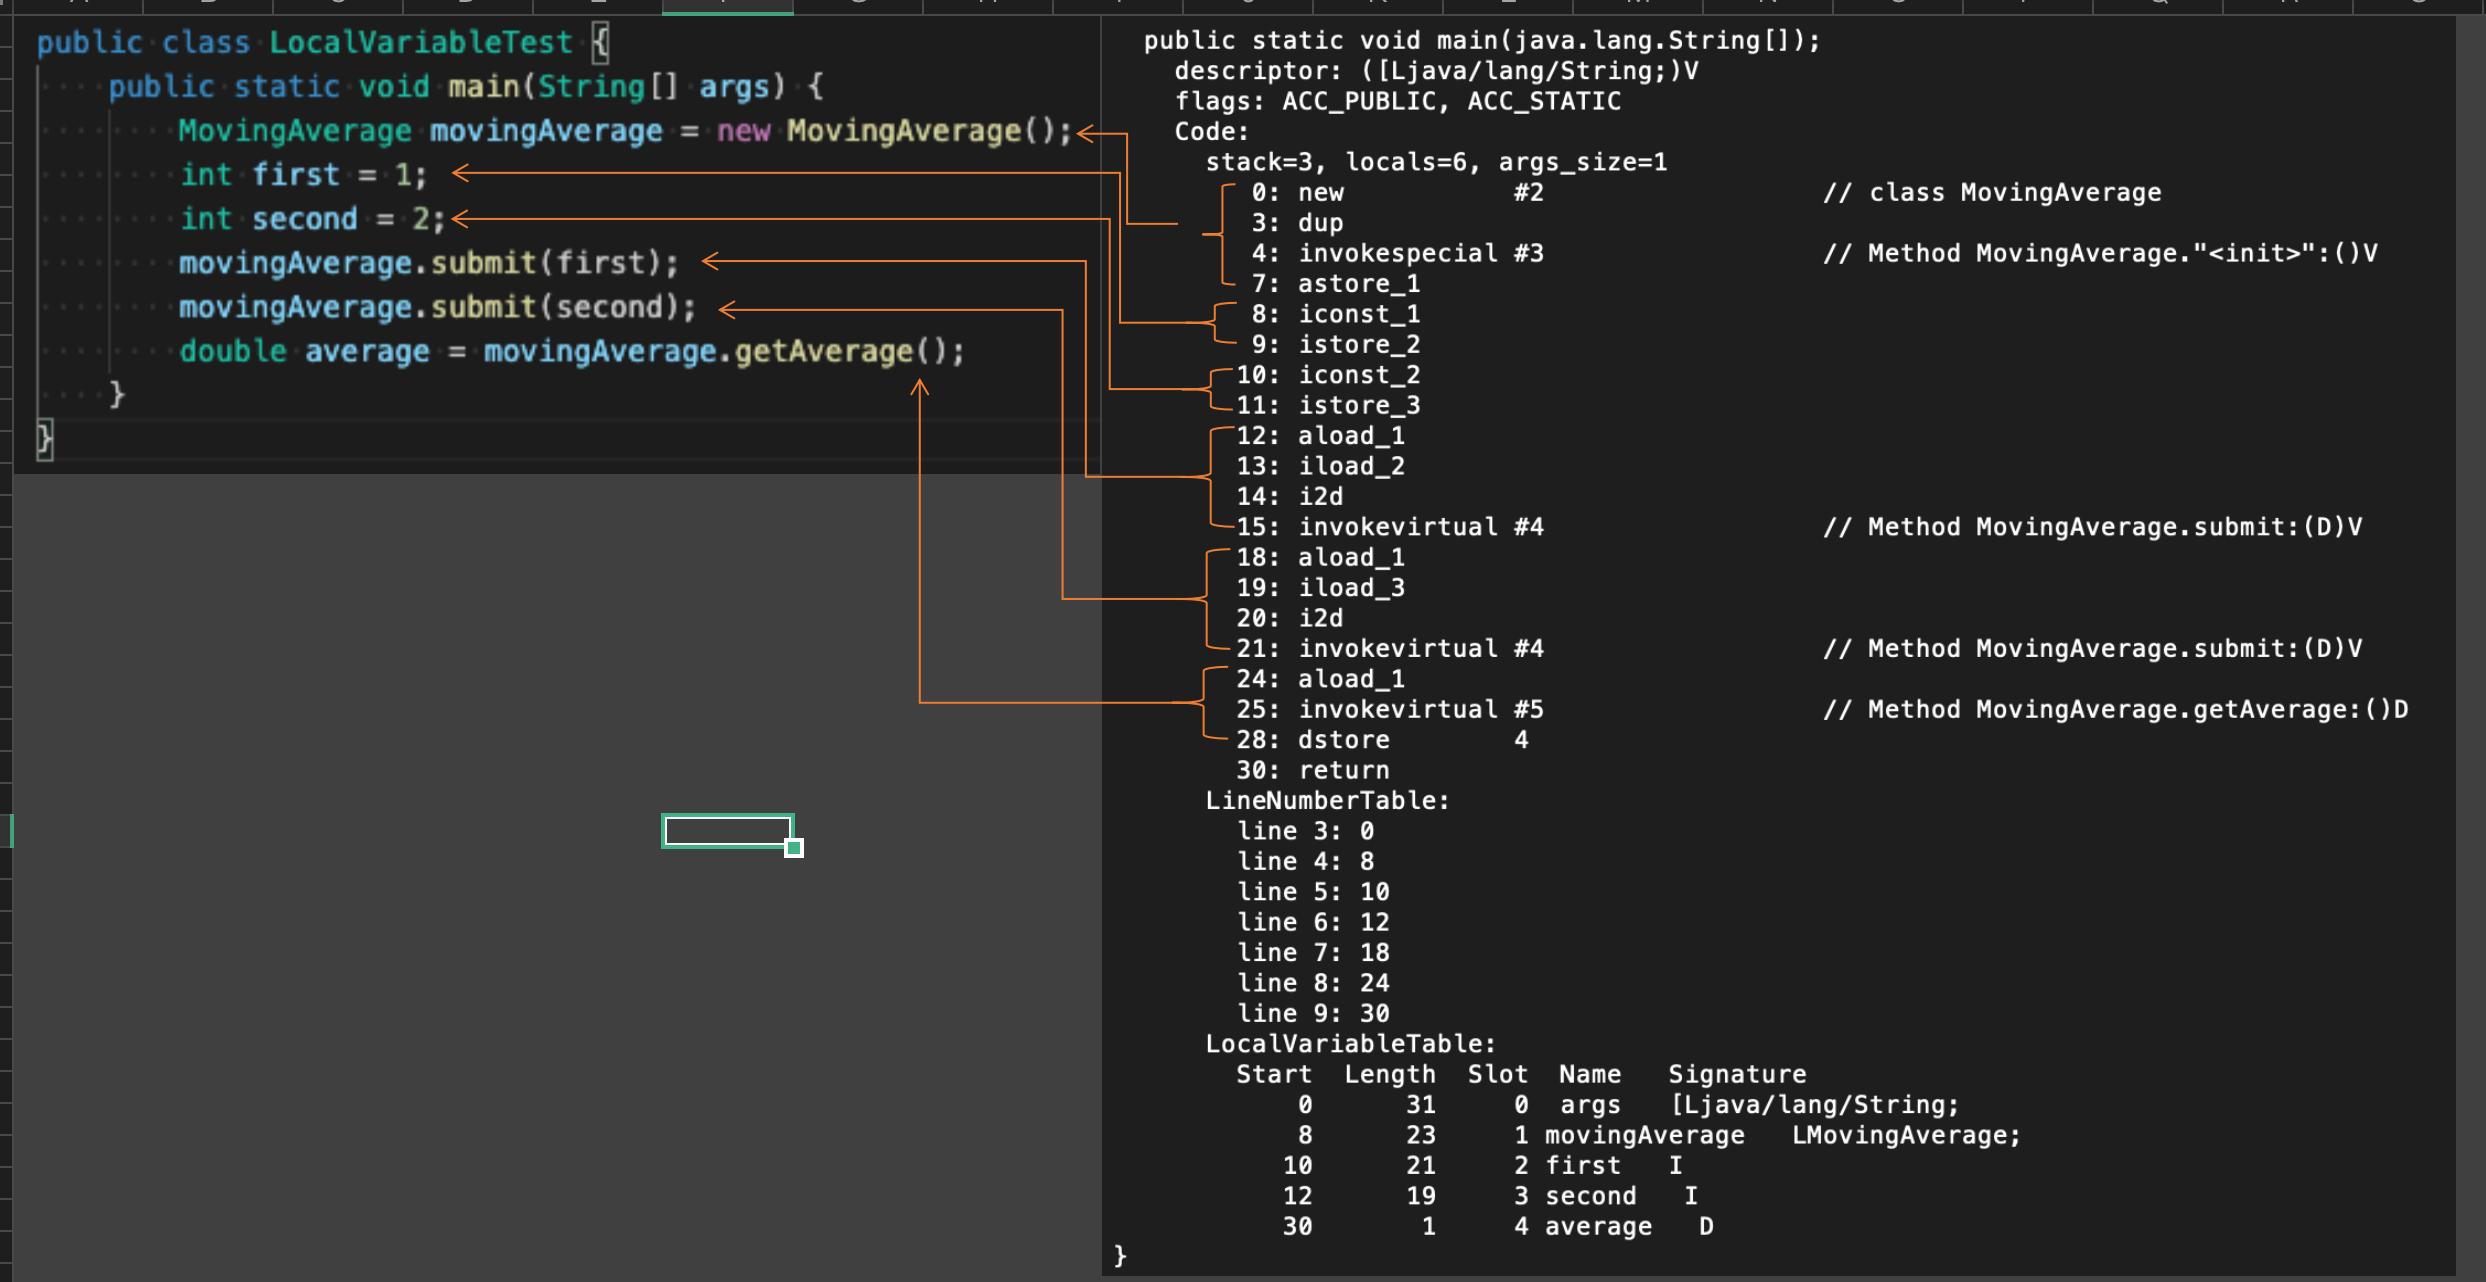 public class LocalVariableTest {
public static void main(String[] args) {
MovingAverage movingAverage = new MovingAverage();
int first = 1;
int second = 2;
movingAverage.submit(first);
movingAverage.submit(second);
double average = movingAverage.getAverage();
}
}
public static void main(java.lang.String[]);
descriptor: ([Ljava/lang/String;)V
flags: ACC_PUBLIC, ACC_STATIC
Code:
stack=3, locals=6, args_size=1
0: new #2 // class MovingAverage
3: dup
4: invokespecial #3 // Method MovingAverage."<init>":()V
7: astore_1
8: iconst_1
9: istore_2
10: iconst_2
11: istore_3
12: aload_1
13: iload_2
14: i2d
15: invokevirtual #4 // Method MovingAverage.submit:(D)V
18: aload_1
19: iload_3
20: i2d
21: invokevirtual #4 // Method MovingAverage.submit:(D)V
24: aload_1
25: invokevirtual #5 // Method MovingAverage.getAverage:()D
28: dstore 4
30: return
LineNumberTable:
line 3: 0
line 4: 8
line 5: 10
line 6: 12
line 7: 18
line 8: 24
line 9: 30
LocalVariableTable:
Start Length Slot Name Signature
0 31 0 args [Ljava/lang/String;
8 23 1 movingAverage LMovingAverage;
10 21 2 first I
12 19 3 second I
30 1 4 average D
}